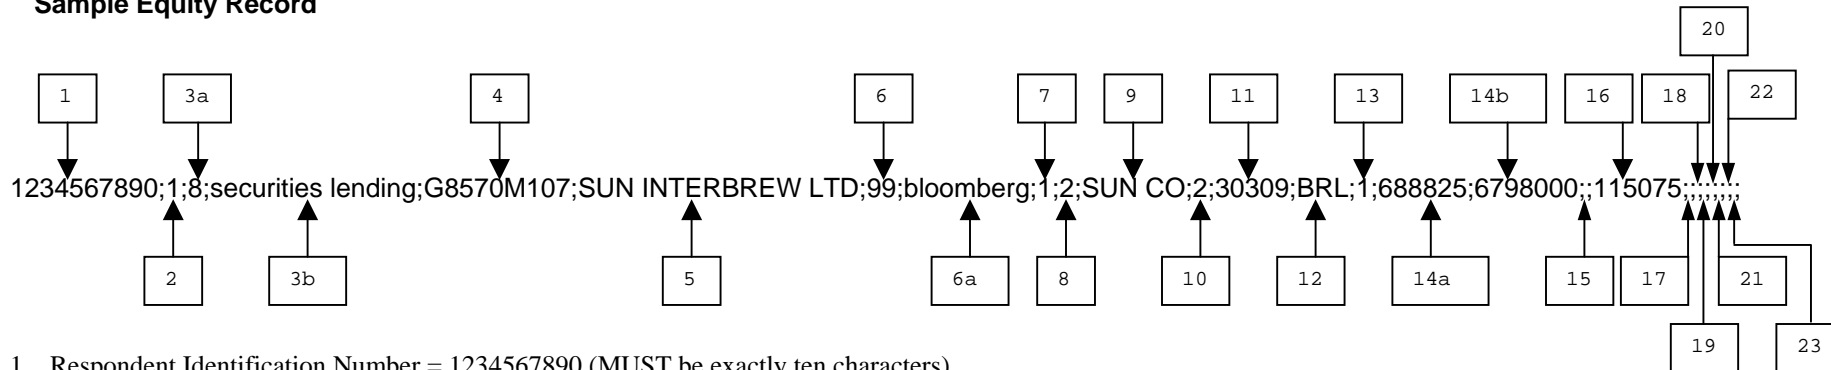 Sample Equity Record
20
1 3a 4 6 7 9 11 13 14b 16 18 22
1234567890;1;8;securities lending;G8570M107;SUN INTERBREW LTD;99;bloomberg;1;2;SUN CO;2;30309;BRL;1;688825;6798000;;115075;;;;;;;;
2 3b 5 6a 8 10 12 14a 15 17 21
19 23
1. Respondent Identification Number = 1234567890 (MUST be exactly ten characters)